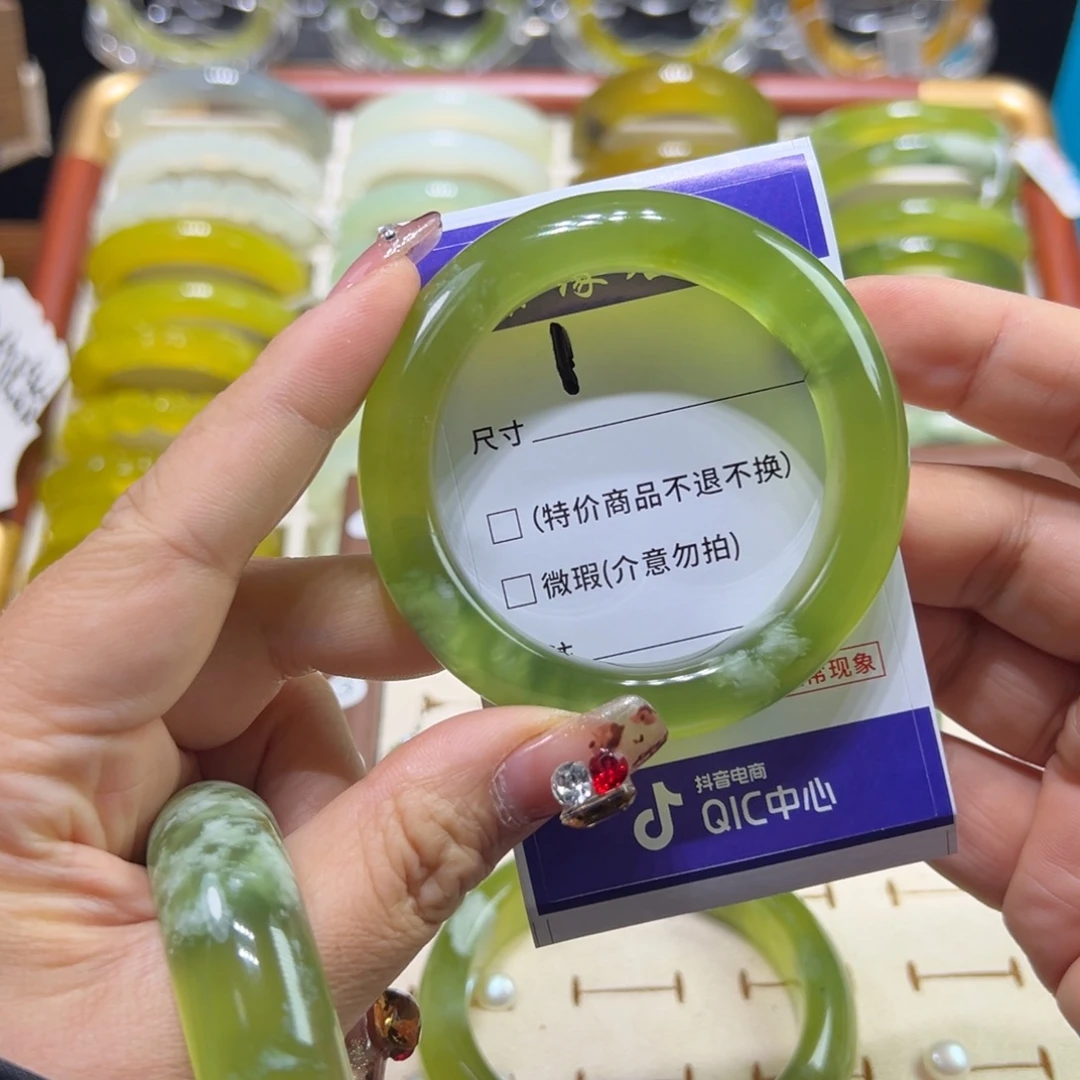 尺寸
(特价商品不退不换)
微瑕(介意勿拍)
常现象
抖音电商
QIC中心